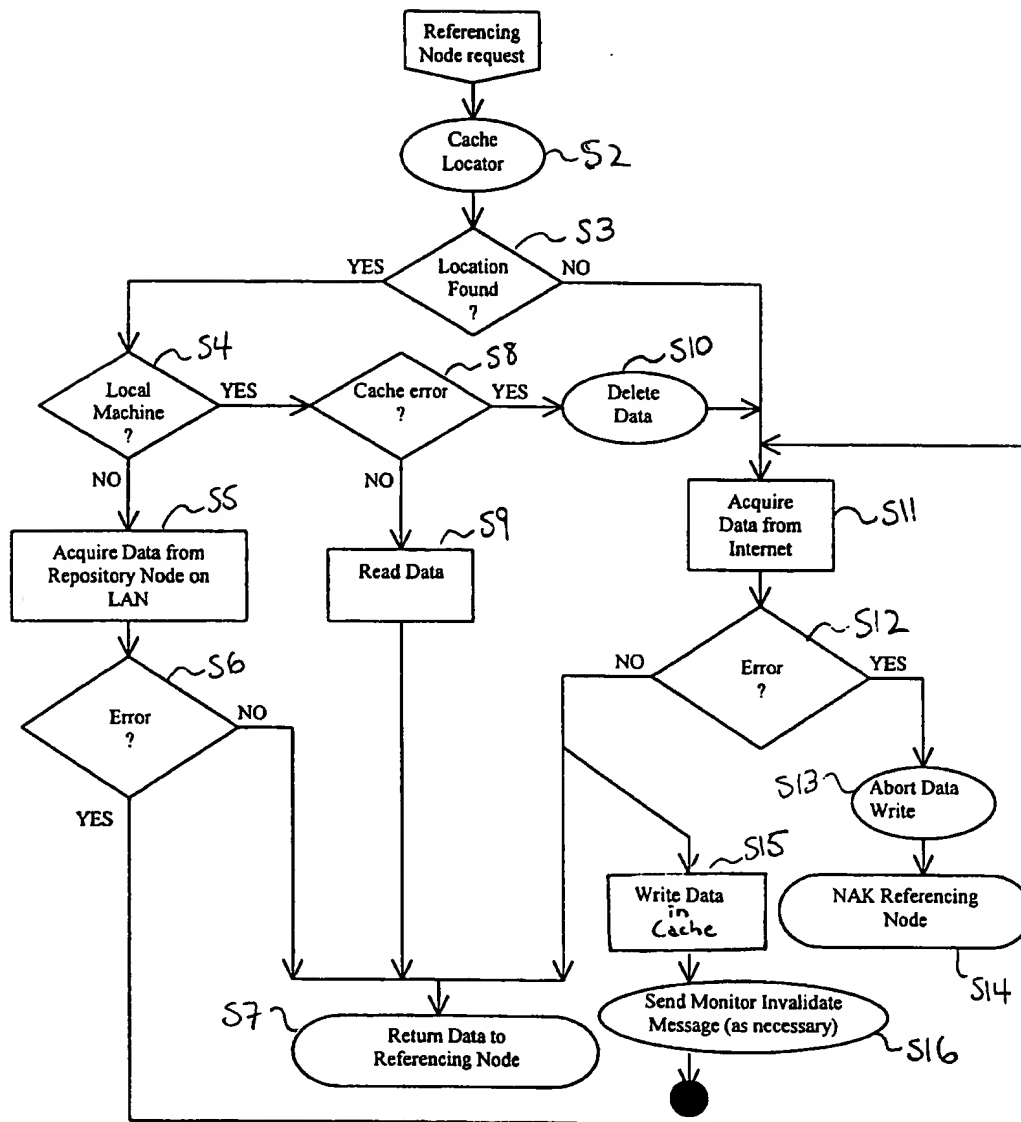 Referencing
Node request
Cache
Locator
S2
S3
YES
Location
Found
?
NO
S4
Local
Machine
?
YES
S8
Cache error
?
YES
S10
Delete
Data
NO
NO
S5
Acquire Data from
Repository Node on
LAN
S9
Read Data
Acquire
Data from
Internet
S11
S6
Error
?
NO
YES
S12
NO
Error
?
YES
S13
Abort Data
Write
S15
Write Data
in
Cache
NAK Referencing
Node
S14
S7
Return Data to
Referencing Node
Send Monitor Invalidate
Message (as necessary)
S16